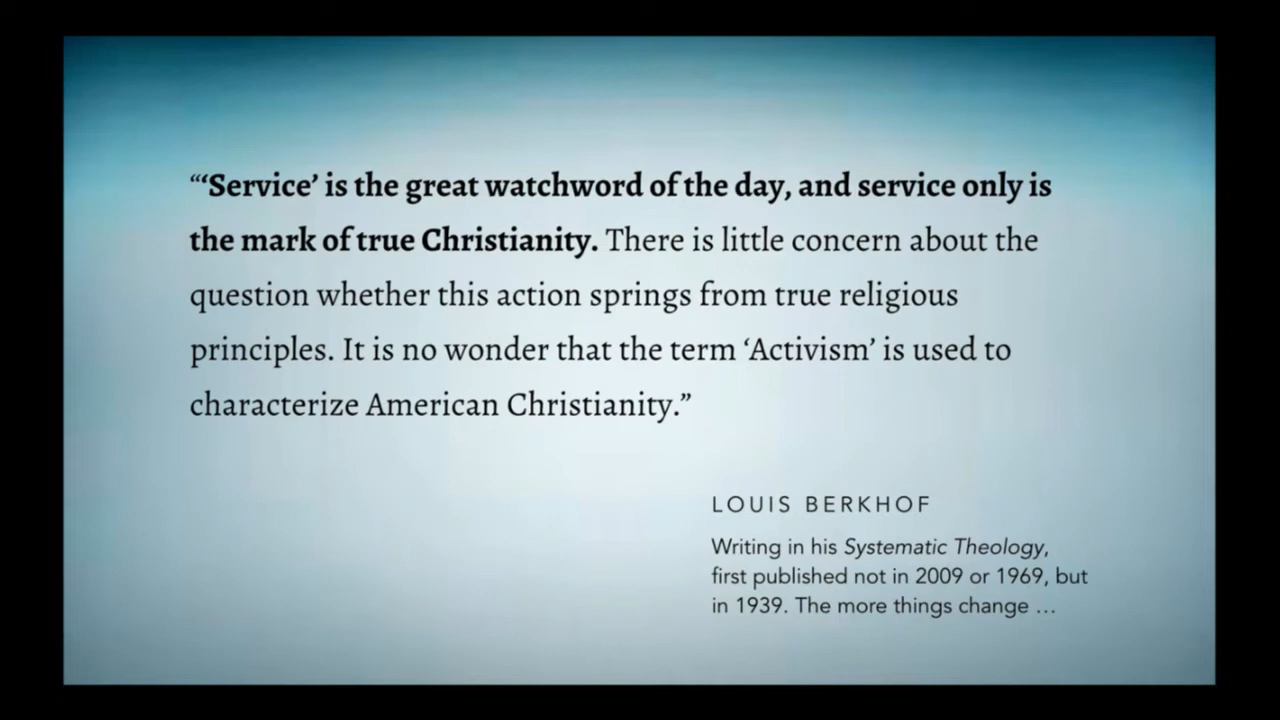 “‘Service’ is the great watchword of the day, and service only is
the mark of true Christianity. There is little concern about the
question whether this action springs from true religious
principles. It is no wonder that the term ‘Activism’ is used to
characterize American Christianity.”
LOUIS BERKHOF
Writing in his Systematic Theology,
first published not in 2009 or 1969, but
in 1939. The more things change …